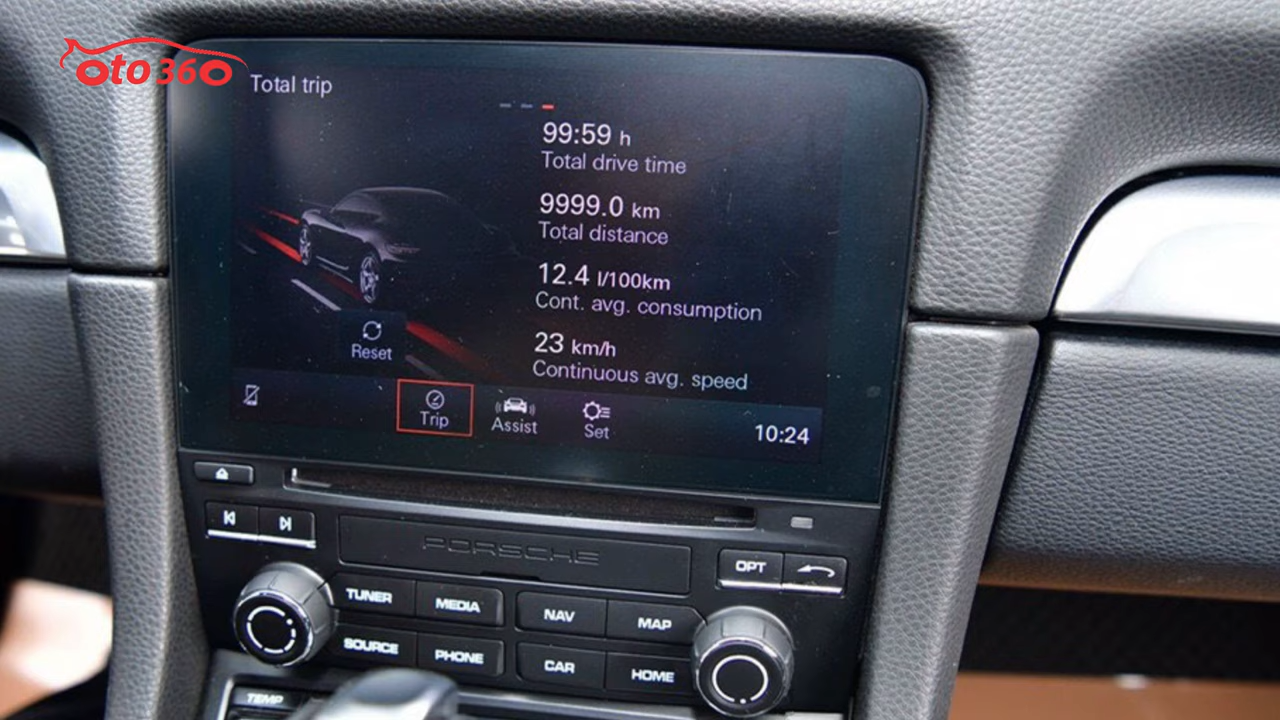 oto360
Total trip
99:59 h
Total drive time
9999.0 km
Total distance
12.4 l/100km
Cont. avg. consumption
23 km/h
Continuous avg. speed
Reset
Trip
Assist
Set
10:24
PORSCHE
OPT
TUNER
MEDIA
NAV
MAP
SOURCE
PHONE
CAR
HOME
TEMP